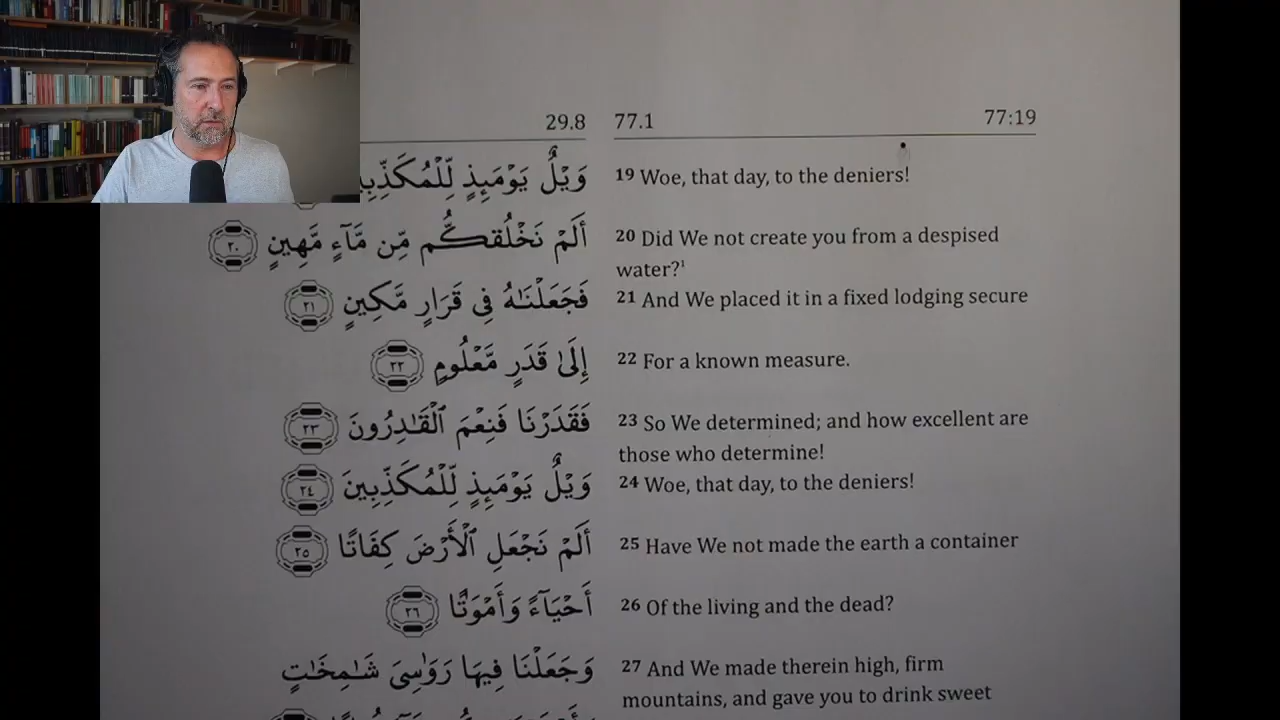 29.8
وَيْلٌ يَوْمَئِذٍ لِّلْمُكَذِّبِي
أَلَمْ نَخْلُقكُّم مِّن مَّآءٍ مَّهِينٍ ٢٠
فَجَعَلْنَـٰهُ فِى قَرَارٍ مَّكِينٍ ٢١
إِلَىٰ قَدَرٍ مَّعْلُومٍ ٢٢
فَقَدَرْنَا فَنِعْمَ ٱلْقَـٰدِرُونَ ٢٣
وَيْلٌ يَوْمَئِذٍ لِّلْمُكَذِّبِينَ ٢٤
أَلَمْ نَجْعَلِ ٱلْأَرْضَ كِفَاتًا ٢٥
أَحْيَآءً وَأَمْوَٰتًا ٢٦
وَجَعَلْنَا فِيهَا رَوَٰسِىَ شَـٰمِخَـٰتٍ
77.1 77:19
19 Woe, that day, to the deniers!
20 Did We not create you from a despised
water?¹
21 And We placed it in a fixed lodging secure
22 For a known measure.
23 So We determined; and how excellent are
those who determine!
24 Woe, that day, to the deniers!
25 Have We not made the earth a container
26 Of the living and the dead?
27 And We made therein high, firm
mountains, and gave you to drink sweet